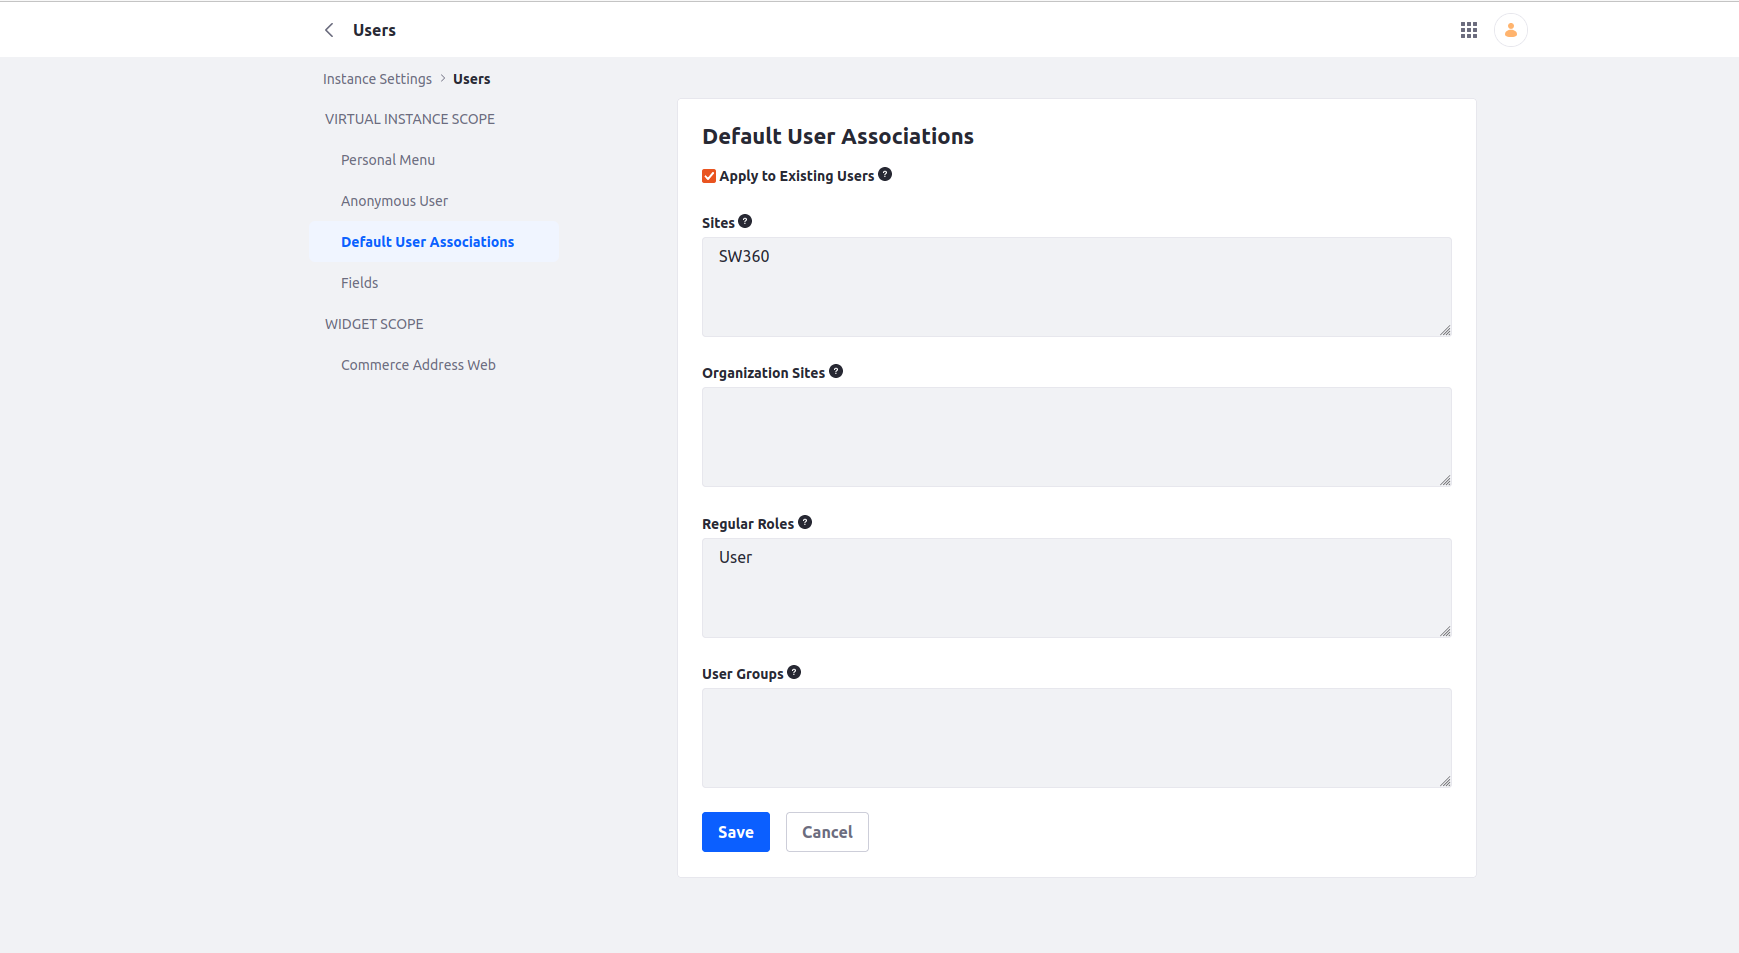 Users
Instance Settings > Users
VIRTUAL INSTANCE SCOPE
Personal Menu
Anonymous User
Default User Associations
Fields
WIDGET SCOPE
Commerce Address Web
Default User Associations
Apply to Existing Users ?
Sites ?
SW360
Organization Sites ?
Regular Roles ?
User
User Groups ?
Save Cancel